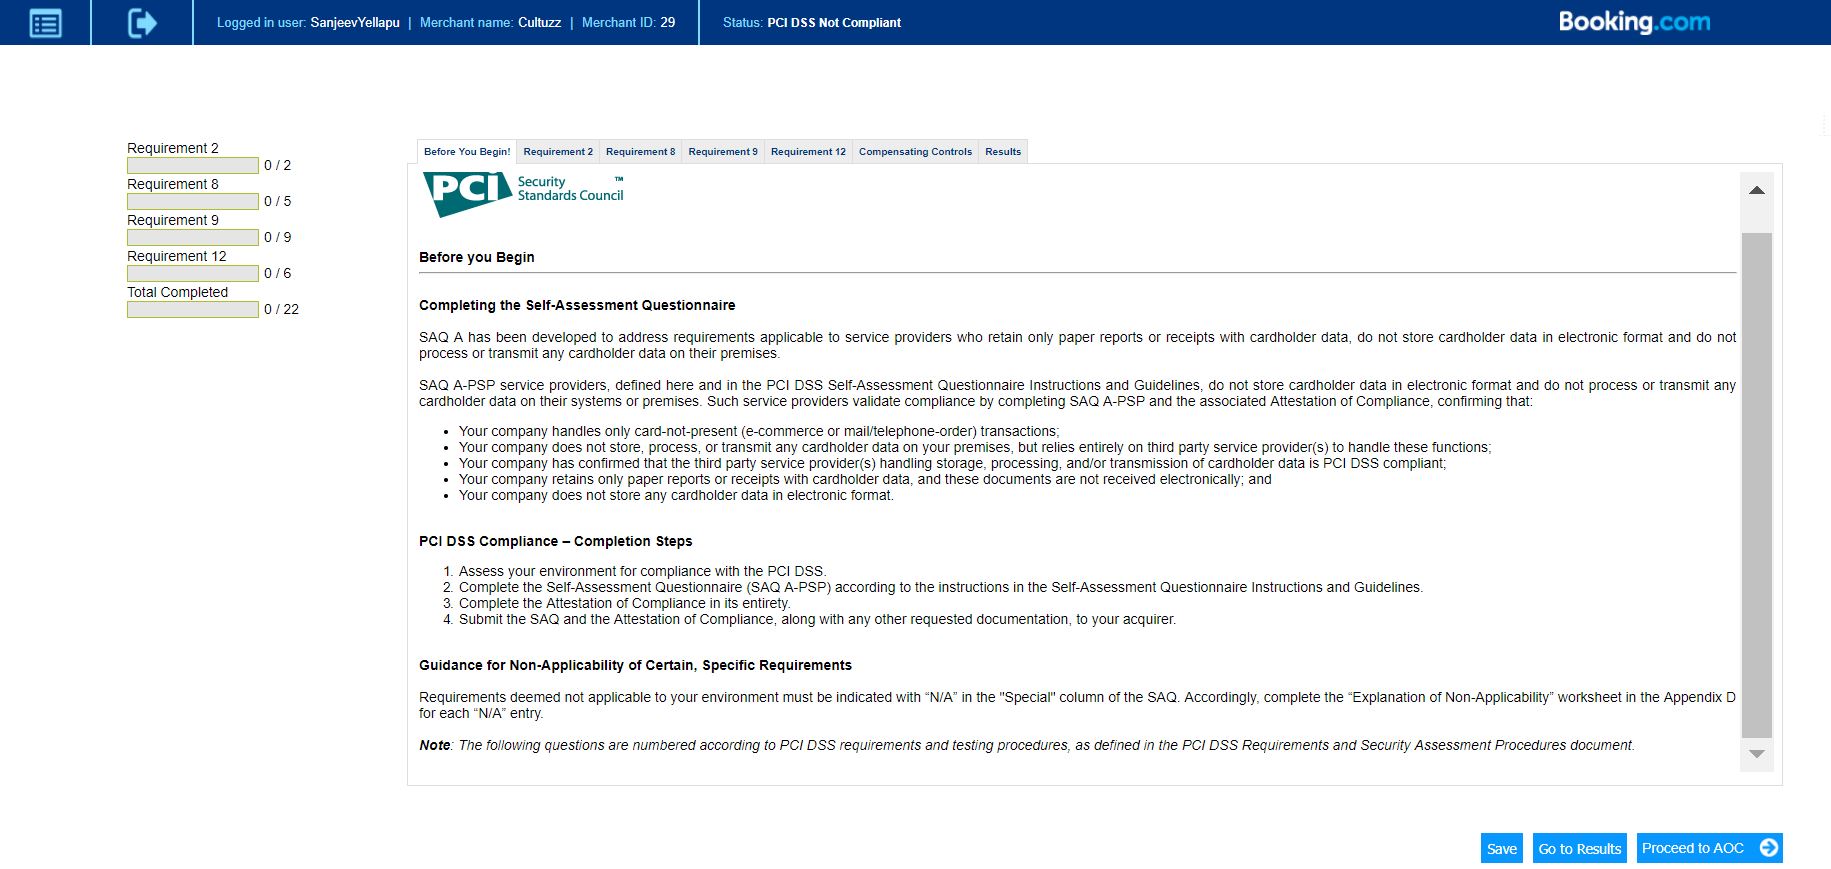 Logged in user: SanjeevYellapu | Merchant name: Cultuzz | Merchant ID: 29
Status: PCI DSS Not Compliant
Booking.com
Requirement 2
0 / 2
Requirement 8
0 / 5
Requirement 9
0 / 9
Requirement 12
0 / 6
Total Completed
0 / 22
Before You Begin! Requirement 2 Requirement 8 Requirement 9 Requirement 12 Compensating Controls Results
PCI Security ™
Standards Council
Before you Begin
Completing the Self-Assessment Questionnaire
SAQ A has been developed to address requirements applicable to service providers who retain only paper reports or receipts with cardholder data, do not store cardholder data in electronic format and do not
process or transmit any cardholder data on their premises.
SAQ A-PSP service providers, defined here and in the PCI DSS Self-Assessment Questionnaire Instructions and Guidelines, do not store cardholder data in electronic format and do not process or transmit any
cardholder data on their systems or premises. Such service providers validate compliance by completing SAQ A-PSP and the associated Attestation of Compliance, confirming that:
• Your company handles only card-not-present (e-commerce or mail/telephone-order) transactions;
• Your company does not store, process, or transmit any cardholder data on your premises, but relies entirely on third party service provider(s) to handle these functions;
• Your company has confirmed that the third party service provider(s) handling storage, processing, and/or transmission of cardholder data is PCI DSS compliant;
• Your company retains only paper reports or receipts with cardholder data, and these documents are not received electronically; and
• Your company does not store any cardholder data in electronic format.
PCI DSS Compliance – Completion Steps
1. Assess your environment for compliance with the PCI DSS.
2. Complete the Self-Assessment Questionnaire (SAQ A-PSP) according to the instructions in the Self-Assessment Questionnaire Instructions and Guidelines.
3. Complete the Attestation of Compliance in its entirety.
4. Submit the SAQ and the Attestation of Compliance, along with any other requested documentation, to your acquirer.
Guidance for Non-Applicability of Certain, Specific Requirements
Requirements deemed not applicable to your environment must be indicated with “N/A” in the "Special" column of the SAQ. Accordingly, complete the “Explanation of Non-Applicability” worksheet in the Appendix D
for each “N/A” entry.
Note: The following questions are numbered according to PCI DSS requirements and testing procedures, as defined in the PCI DSS Requirements and Security Assessment Procedures document.
Save Go to Results Proceed to AOC